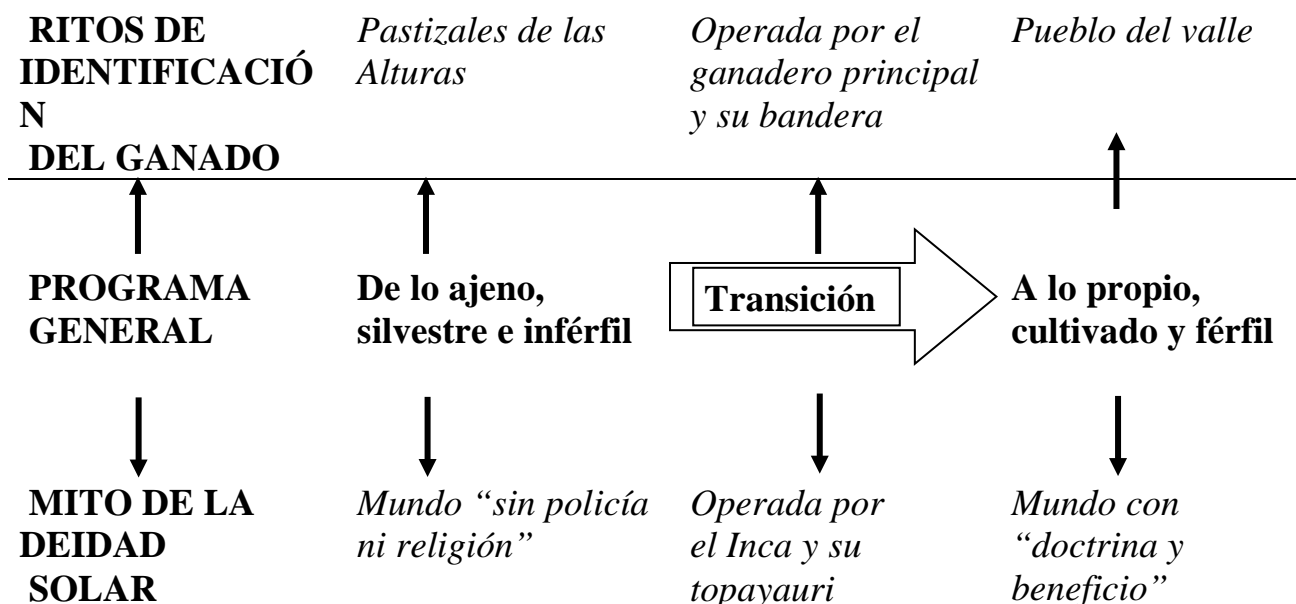 RITOS DE
IDENTIFICACIÓ
N
DEL GANADO
Pastizales de las
Alturas
Operada por el
ganadero principal
y su bandera
Pueblo del valle
PROGRAMA
GENERAL
De lo ajeno,
silvestre e inférfil
Transición
A lo propio,
cultivado y férfil
MITO DE LA
DEIDAD
SOLAR
Mundo “sin policía
ni religión”
Operada por
el Inca y su
topayauri
Mundo con
“doctrina y
beneficio”